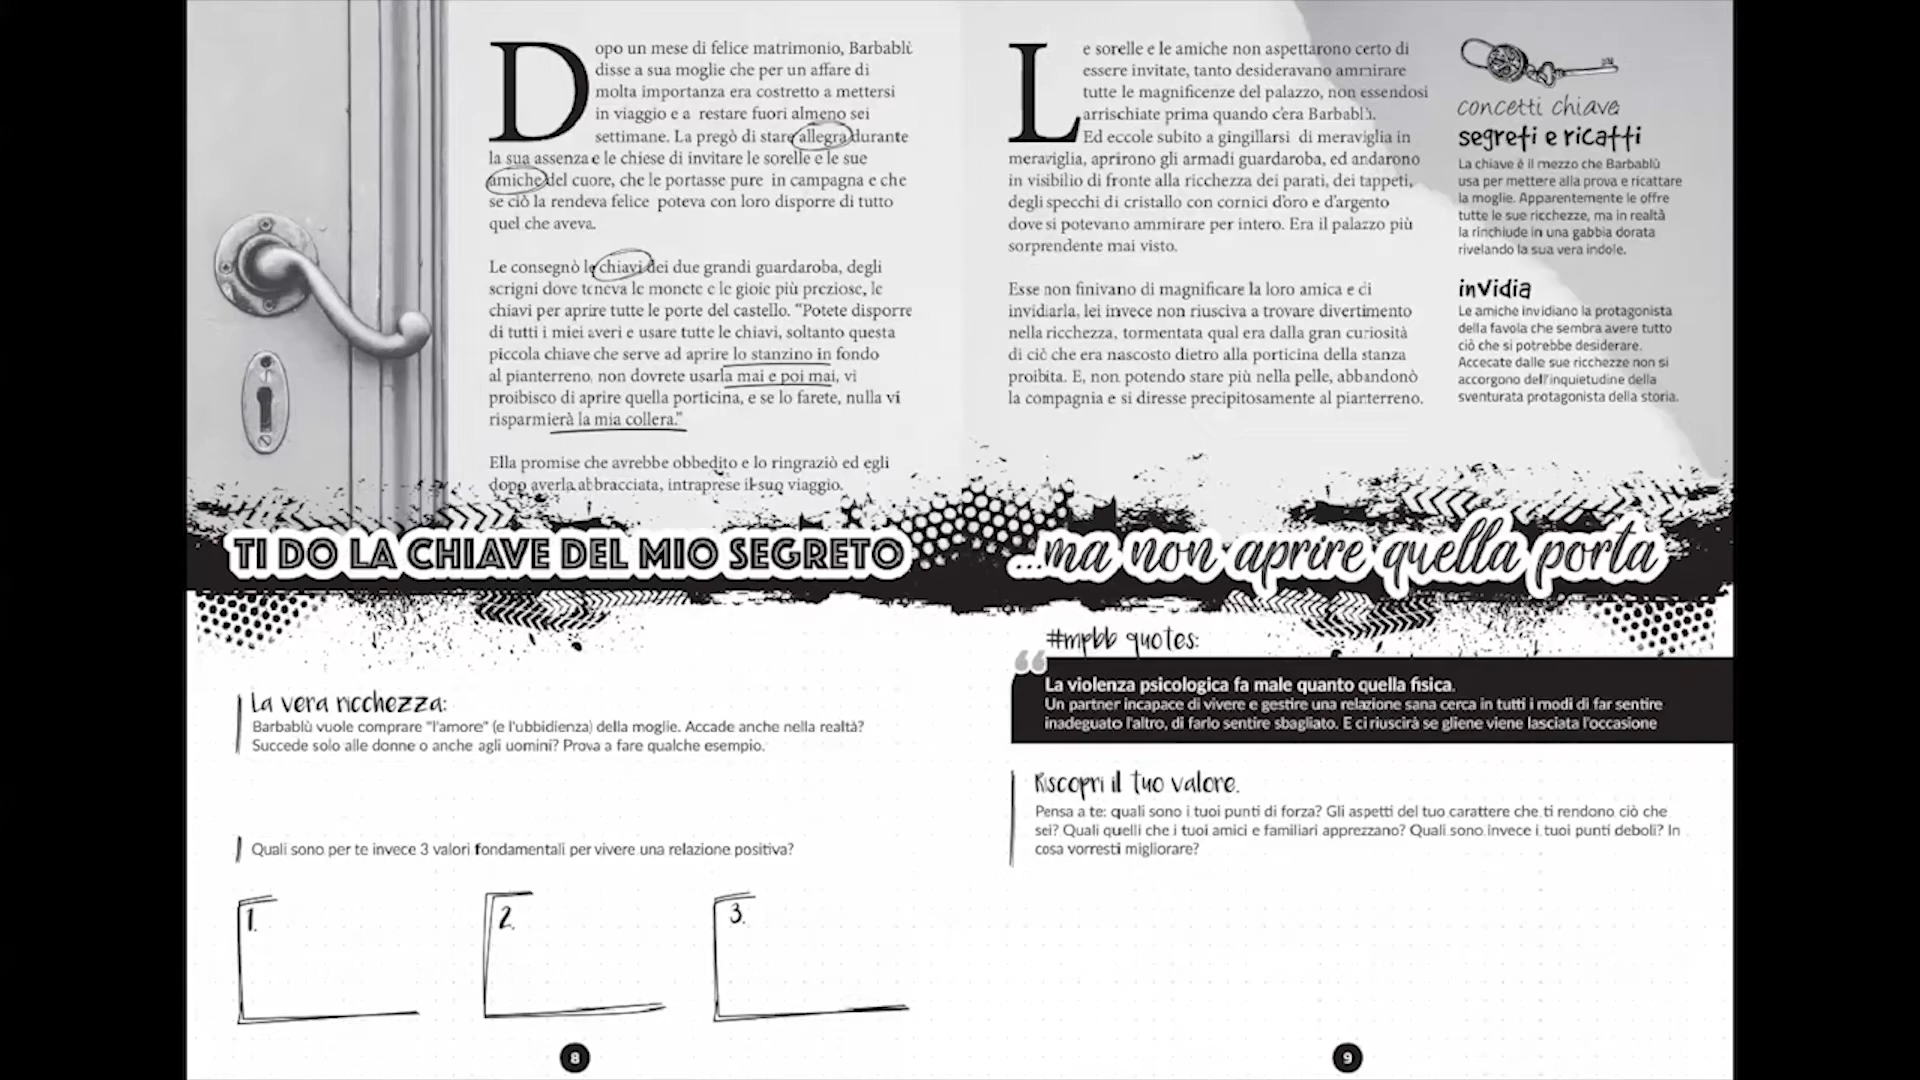 Dopo un mese di felice matrimonio, Barbablù
disse a sua moglie che per un affare di
molta importanza era costretto a mettersi
in viaggio e a restare fuori almeno sei
settimane. La pregò di stare allegra durante
la sua assenza e le chiese di invitare le sorelle e le sue
amiche del cuore, che le portasse pure in campagna e che
se ciò la rendeva felice poteva con loro disporre di tutto
quel che aveva.
Le consegnò le chiavi dei due grandi guardaroba, degli
scrigni dove teneva le monete e le gioie più preziose, le
chiavi per aprire tutte le porte del castello. “Potete disporre
di tutti i miei averi e usare tutte le chiavi, soltanto questa
piccola chiave che serve ad aprire lo stanzino in fondo
al pianterreno, non dovrete usarla mai e poi mai, vi
proibisco di aprire quella porticina, e se lo farete, nulla vi
risparmierà la mia collera.”
Ella promise che avrebbe obbedito e lo ringraziò ed egli
dopo averla abbracciata, intraprese il suo viaggio.
TI DO LA CHIAVE DEL MIO SEGRETO
La vera ricchezza:
Barbablù vuole comprare "l'amore" (e l'ubbidienza) della moglie. Accade anche nella realtà?
Succede solo alle donne o anche agli uomini? Prova a fare qualche esempio.
Quali sono per te invece 3 valori fondamentali per vivere una relazione positiva?
1. 2. 3.
8
Le sorelle e le amiche non aspettarono certo di
essere invitate, tanto desideravano ammirare
tutte le magnificenze del palazzo, non essendosi
arrischiate prima quando c'era Barbablù.
Ed eccole subito a gingillarsi di meraviglia in
meraviglia, aprirono gli armadi guardaroba, ed andarono
in visibilio di fronte alla ricchezza dei parati, dei tappeti,
degli specchi di cristallo con cornici d'oro e d'argento
dove si potevano ammirare per intero. Era il palazzo più
sorprendente mai visto.
Esse non finivano di magnificare la loro amica e di
invidiarla, lei invece non riusciva a trovare divertimento
nella ricchezza, tormentata qual era dalla gran curiosità
di ciò che era nascosto dietro alla porticina della stanza
proibita. E, non potendo stare più nella pelle, abbandonò
la compagnia e si diresse precipitosamente al pianterreno.
concetti chiave
segreti e ricatti
La chiave è il mezzo che Barbablù
usa per mettere alla prova e ricattare
la moglie. Apparentemente le offre
tutte le sue ricchezze, ma in realtà
la rinchiude in una gabbia dorata
rivelando la sua vera indole.
invidia
Le amiche invidiano la protagonista
della favola che sembra avere tutto
ciò che si potrebbe desiderare.
Accecate dalle sue ricchezze non si
accorgono dell'inquietudine della
sventurata protagonista della storia.
...ma non aprire quella porta
#mpbb quotes:
“
La violenza psicologica fa male quanto quella fisica.
Un partner incapace di vivere e gestire una relazione sana cerca in tutti i modi di far sentire
inadeguato l'altro, di farlo sentire sbagliato. E ci riuscirà se gliene viene lasciata l'occasione
Riscopri il tuo valore.
Pensa a te: quali sono i tuoi punti di forza? Gli aspetti del tuo carattere che ti rendono ciò che
sei? Quali quelli che i tuoi amici e familiari apprezzano? Quali sono invece i tuoi punti deboli? In
cosa vorresti migliorare?
9